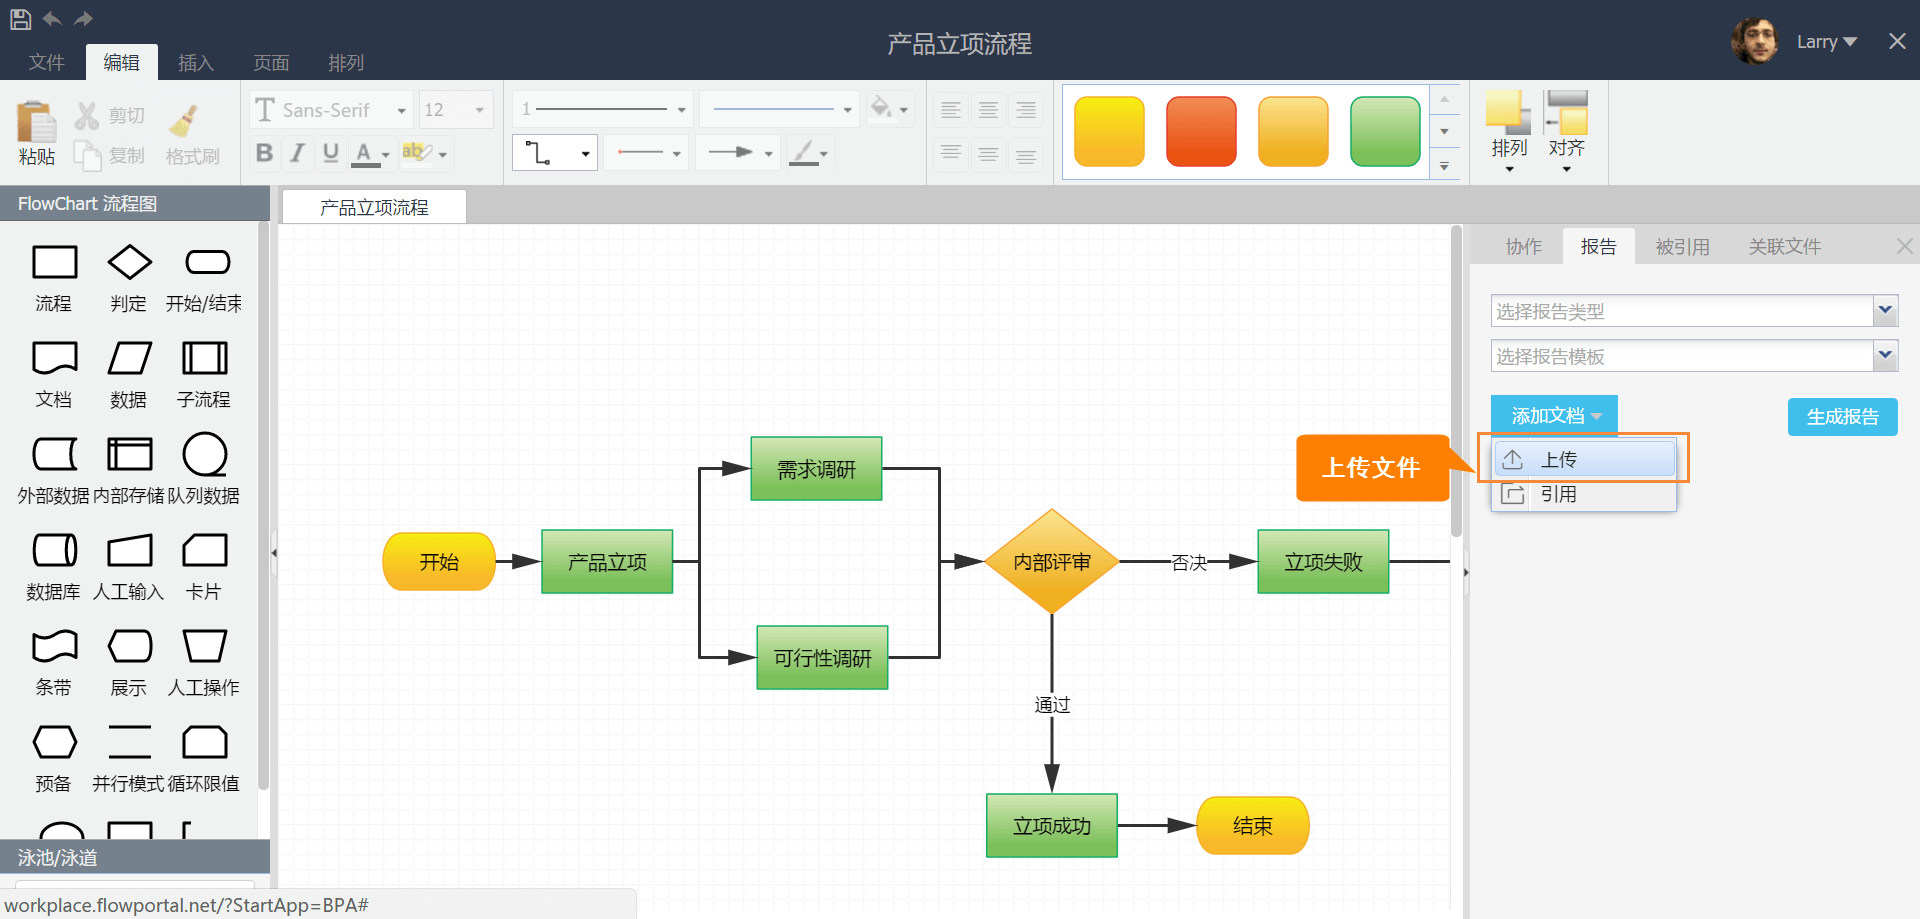 产品立项流程
Larry
文件 编辑 插入 页面 排列
粘贴 剪切 复制 格式刷
T Sans-Serif 12
B I U A ab
1
排列 对齐
FlowChart 流程图
流程 判定 开始/结束
文档 数据 子流程
外部数据 内部存储 队列数据
数据库 人工输入 卡片
条带 展示 人工操作
预备 并行模式 循环限值
泳池/泳道
workplace.flowportal.net/?StartApp=BPA#
产品立项流程
开始
产品立项
需求调研
可行性调研
内部评审
否决
立项失败
通过
立项成功
结束
上传文件
协作 报告 被引用 关联文件
选择报告类型
选择报告模板
添加文档 生成报告
上传
引用